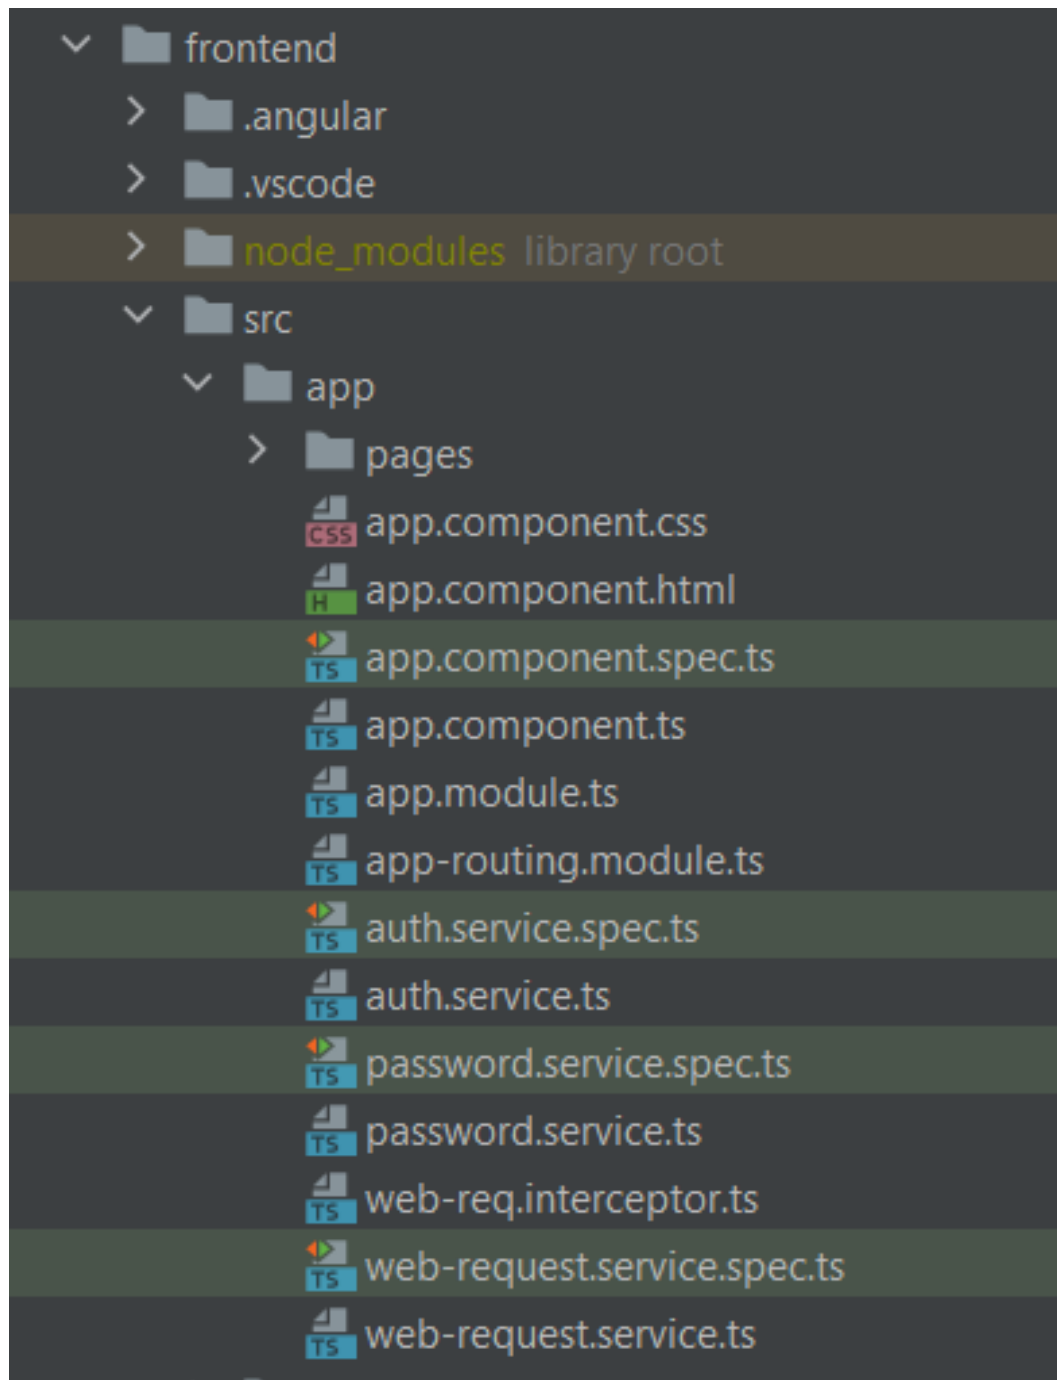 frontend
.angular
.vscode
node_modules library root
src
app
pages
CSS app.component.css
H app.component.html
TS app.component.spec.ts
TS app.component.ts
TS app.module.ts
TS app-routing.module.ts
TS auth.service.spec.ts
TS auth.service.ts
TS password.service.spec.ts
TS password.service.ts
TS web-req.interceptor.ts
TS web-request.service.spec.ts
TS web-request.service.ts